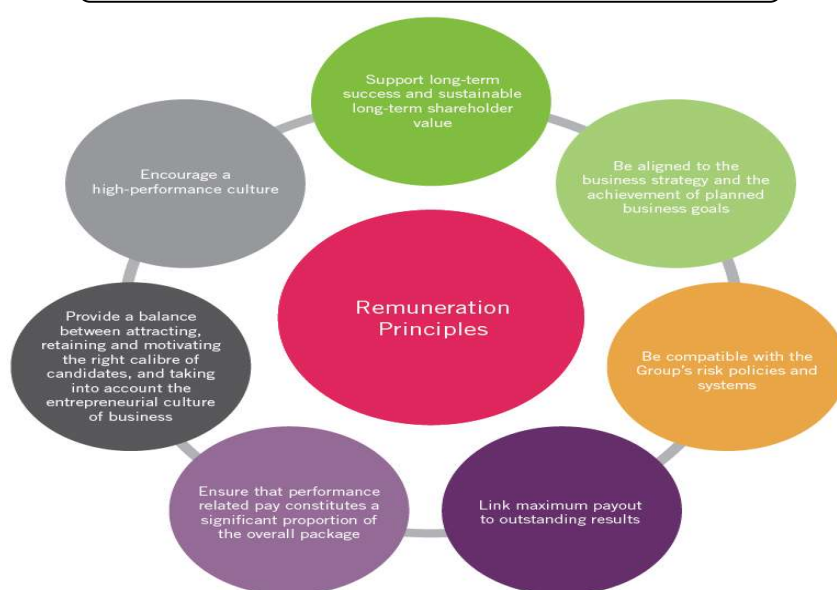 Support long-term
success and sustainable
long-term shareholder
value
Be aligned to the
business strategy and the
achievement of planned
business goals
Be compatible with the
Group's risk policies and
systems
Link maximum payout
to outstanding results
Ensure that performance
related pay constitutes a
significant proportion of
the overall package
Provide a balance
between attracting,
retaining and motivating
the right calibre of
candidates, and taking
into account the
entrepreneurial culture
of business
Encourage a
high-performance culture
Remuneration
Principles